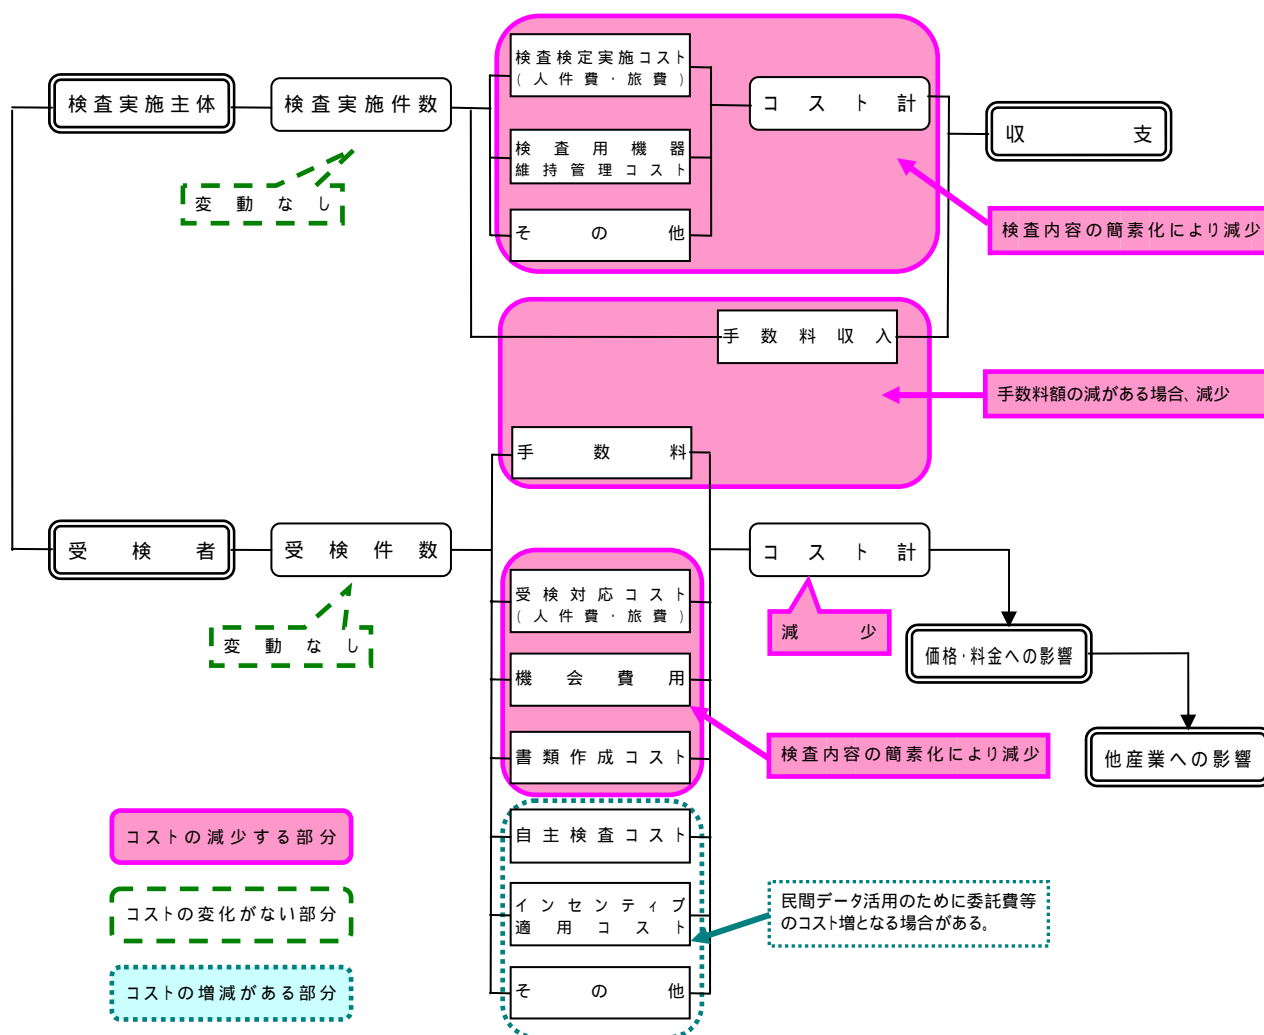 検査実施主体
検査実施件数
変動なし
検査検定実施コスト
(人件費・旅費)
検査用機器
維持管理コスト
その他
コスト計
収支
検査内容の簡素化により減少
手数料収入
手数料額の減がある場合、減少
手数料
受検者
受検件数
変動なし
受検対応コスト
(人件費・旅費)
機会費用
書類作成コスト
コスト計
減少
価格・料金への影響
他産業への影響
検査内容の簡素化により減少
自主検査コスト
インセンティブ
適用コスト
その他
民間データ活用のために委託費等
のコスト増となる場合がある。
コストの減少する部分
コストの変化がない部分
コストの増減がある部分